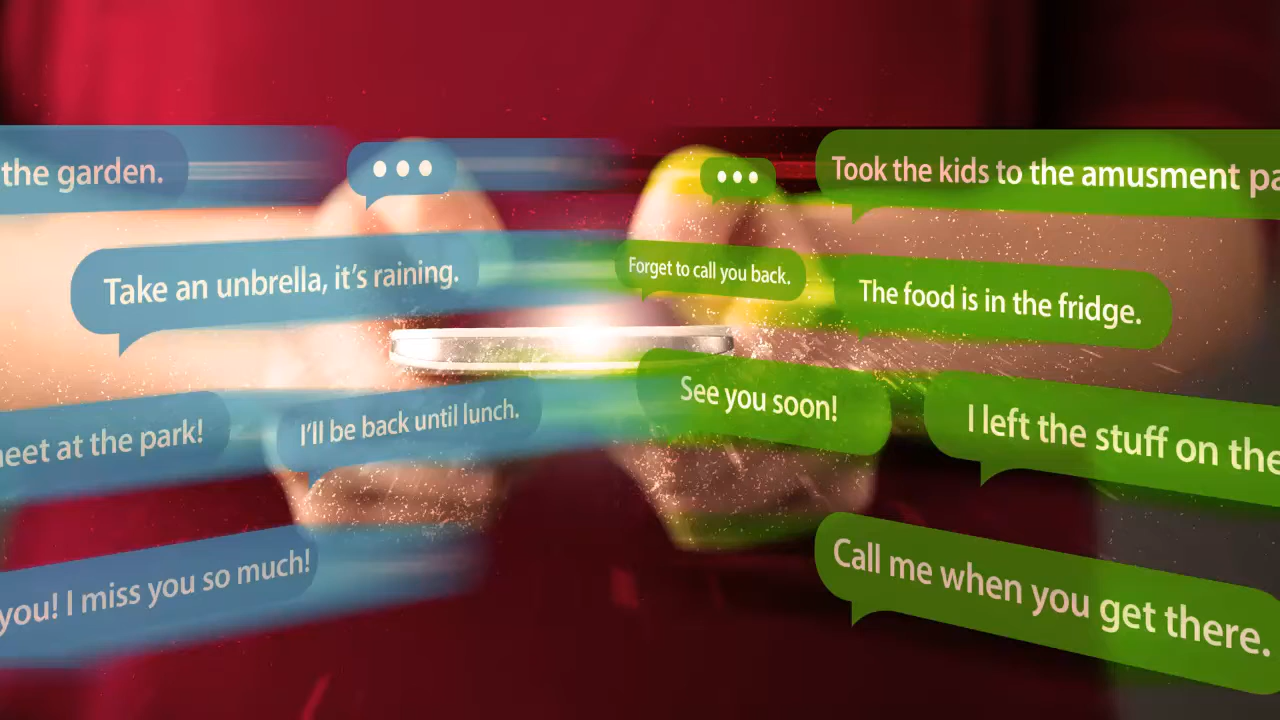 the garden.
Take an unbrella, it's raining.
eet at the park!
I'll be back until lunch.
you! I miss you so much!
Took the kids to the amusment pa
Forget to call you back.
The food is in the fridge.
See you soon!
I left the stuff on the
Call me when you get there.